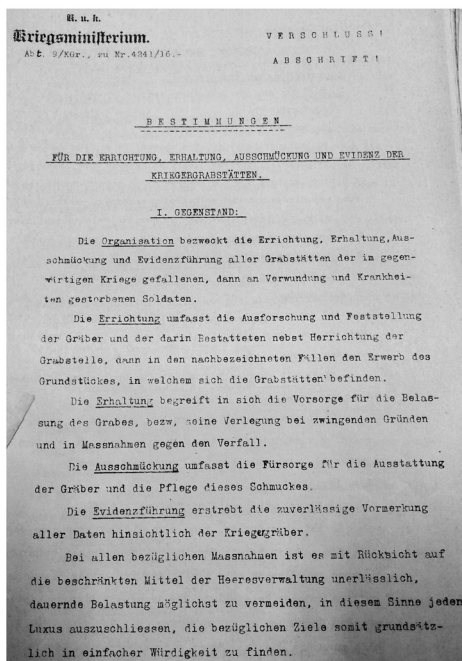 K. u. k.
Kriegsministerium.
Abt. 9/Kgr., zu Nr.4241/16.-
VERSCHLUSS!
ABSCHRIFT!
BESTIMMUNGEN
FÜR DIE ERRICHTUNG, ERHALTUNG, AUSSCHMÜCKUNG UND EVIDENZ DER
KRIEGERGRABSTÄTTEN.
I. GEGENSTAND:
Die Organisation bezweckt die Errichtung, Erhaltung,Aus-
schmückung und Evidenzführung aller Grabstätten der im gegen-
wärtigen Kriege gefallenen, dann an Verwundung und Krankhei-
ten gestorbenen Soldaten.
Die Errichtung umfasst die Ausforschung und Feststellung
der Gräber und der darin Bestatteten nebst Herrichtung der
Grabstelle, dann in den nachbezeichneten Fällen den Erwerb des
Grundstückes, in welchem sich die Grabstätten befinden.
Die Erhaltung begreift in sich die Vorsorge für die Belas-
sung des Grabes, bezw. seine Verlegung bei zwingenden Gründen
und in Massnahmen gegen den Verfall.
Die Ausschmückung umfasst die Fürsorge für die Ausstattung
der Gräber und die Pflege dieses Schmuckes.
Die Evidenzführung erstrebt die zuverlässige Vormerkung
aller Daten hinsichtlich der Kriegergräber.
Bei allen bezüglichen Massnahmen ist es mit Rücksicht auf
die beschränkten Mittel der Heeresverwaltung unerlässlich,
dauernde Belastung möglichst zu vermeiden, in diesem Sinne jeden
Luxus auszuschliessen, die bezüglichen Ziele somit grundsätz-
lich in einfacher Würdigkeit zu finden.